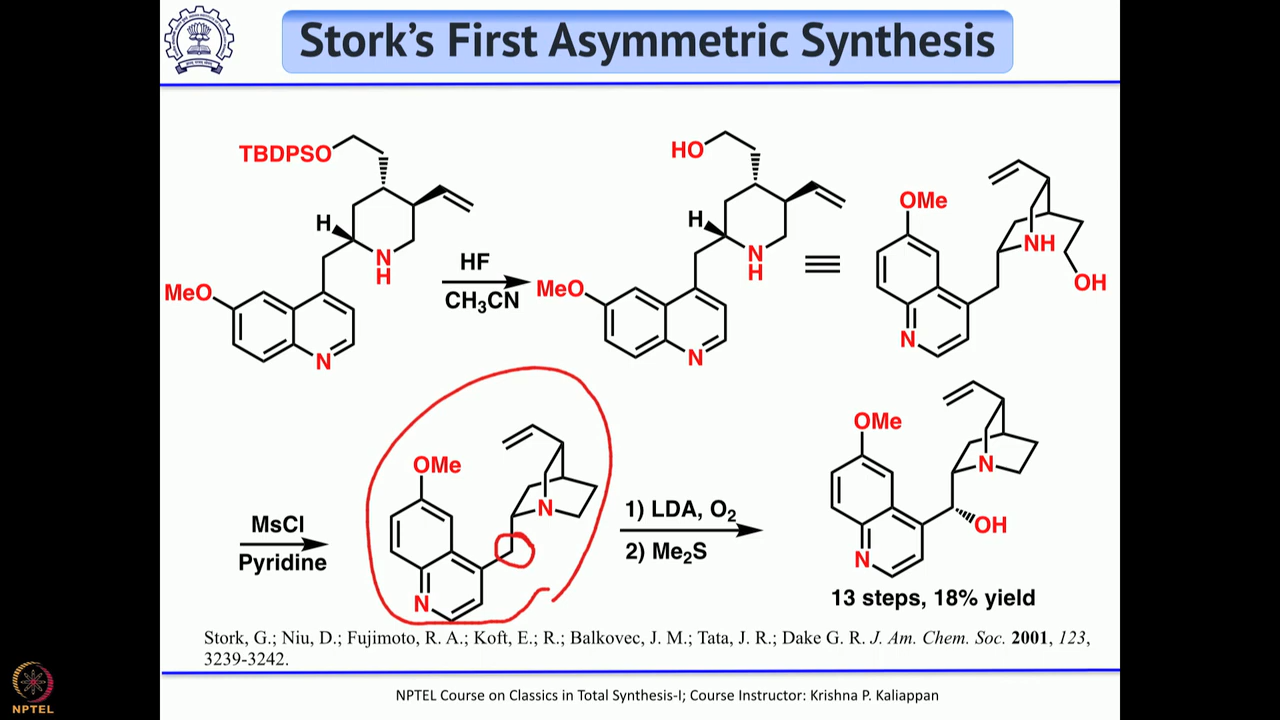 Stork's First Asymmetric Synthesis
TBDPSO
H
NH
MeO
N
HF
CH₃CN
HO
H
NH
MeO
N
OMe
NH
OH
N
MsCl
Pyridine
OMe
N
N
1) LDA, O₂
2) Me₂S
OMe
N
OH
N
13 steps, 18% yield
Stork, G.; Niu, D.; Fujimoto, R. A.; Koft, E.; R.; Balkovec, J. M.; Tata, J. R.; Dake G. R. J. Am. Chem. Soc. 2001, 123,
3239-3242.
NPTEL Course on Classics in Total Synthesis-I; Course Instructor: Krishna P. Kaliappan
NPTEL